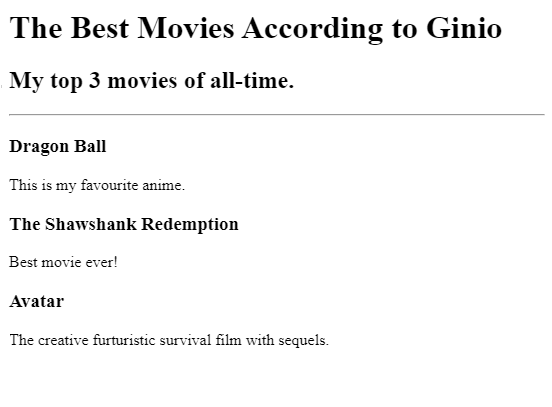 The Best Movies According to Ginio
My top 3 movies of all-time.
Dragon Ball
This is my favourite anime.
The Shawshank Redemption
Best movie ever!
Avatar
The creative furturistic survival film with sequels.